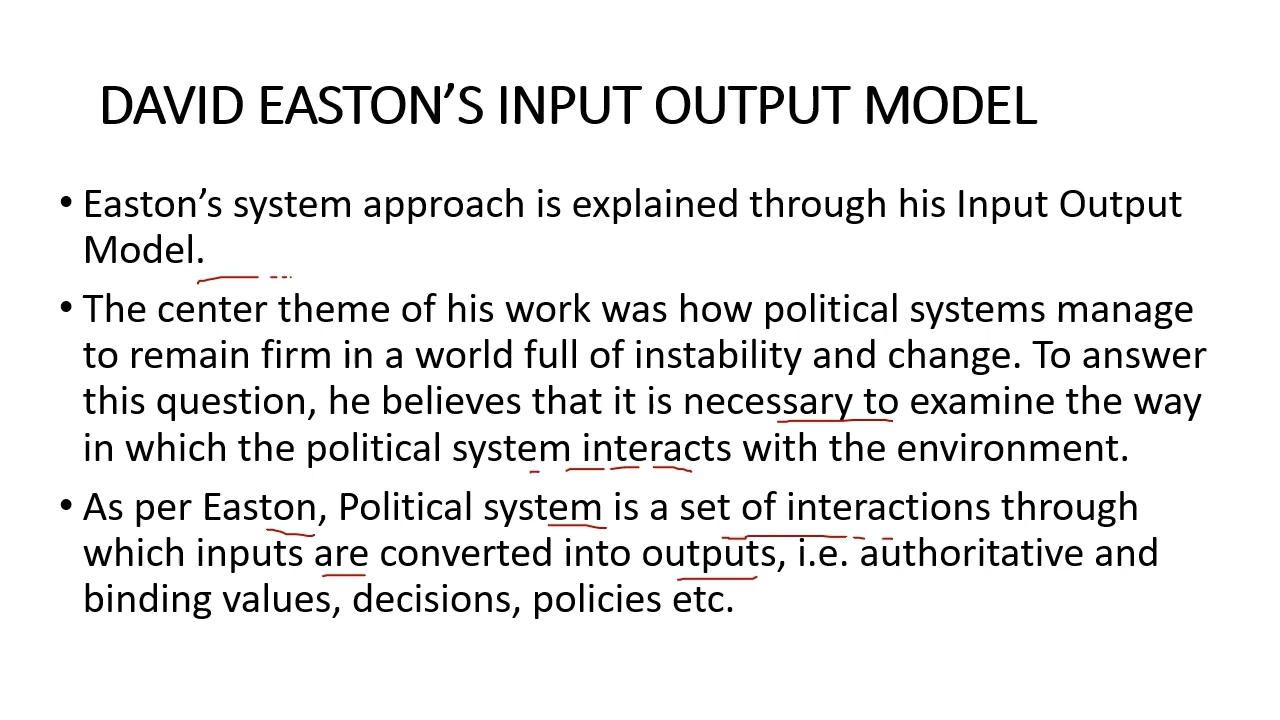 DAVID EASTON’S INPUT OUTPUT MODEL
• Easton’s system approach is explained through his Input Output
Model.
• The center theme of his work was how political systems manage
to remain firm in a world full of instability and change. To answer
this question, he believes that it is necessary to examine the way
in which the political system interacts with the environment.
• As per Easton, Political system is a set of interactions through
which inputs are converted into outputs, i.e. authoritative and
binding values, decisions, policies etc.